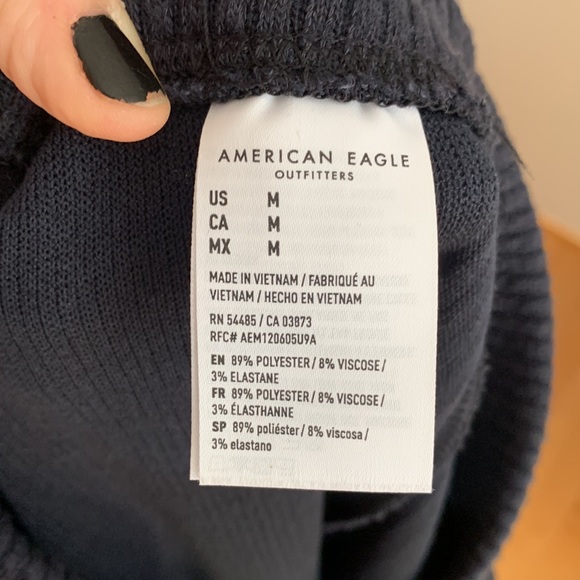 AMERICAN EAGLE
OUTFITTERS
US M
CA M
MX M
MADE IN VIETNAM / FABRIQUÉ AU
VIETNAM / HECHO EN VIETNAM
RN 54485 / CA 03873
RFC# AEM120605U9A
EN 89% POLYESTER / 8% VISCOSE /
3% ELASTANE
FR 89% POLYESTER / 8% VISCOSE /
3% ÉLASTHANNE
SP 89% poliéster / 8% viscosa /
3% elastano